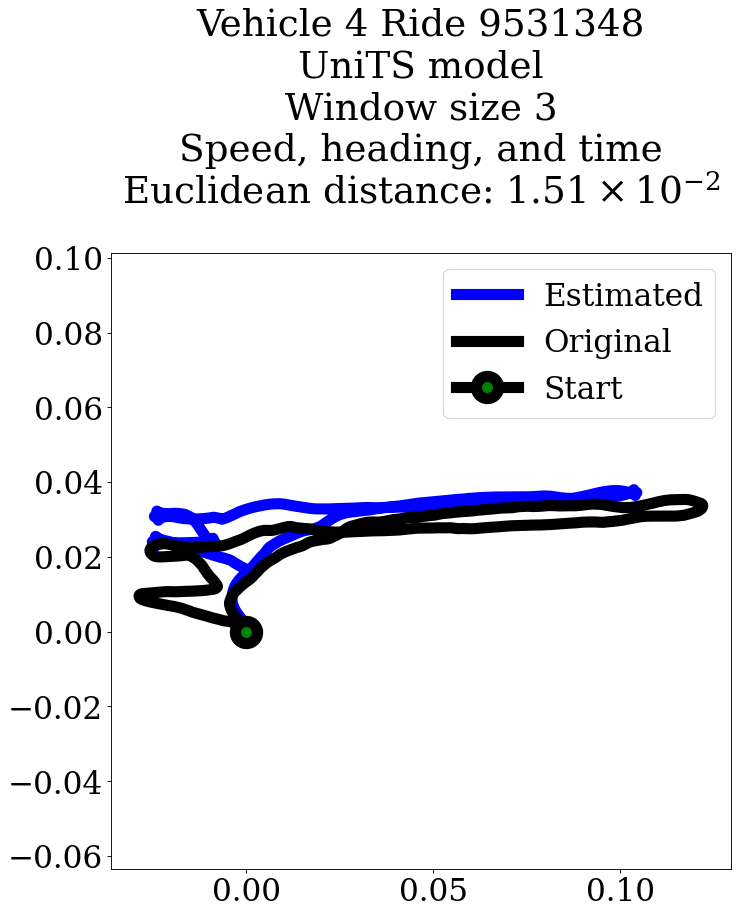 Vehicle 4 Ride 9531348
UniTS model
Window size 3
Speed, heading, and time
Euclidean distance: 1.51 × 10⁻²
Estimated
Original
Start
0.10
0.08
0.06
0.04
0.02
0.00
−0.02
−0.04
−0.06
0.00 0.05 0.10